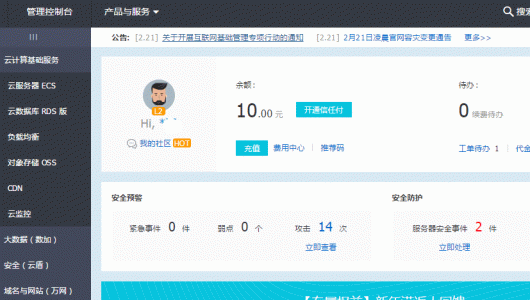 管理控制台 产品与服务 搜索
公告: [2.21] 关于开展互联网基础管理专项行动的通知 [2.21] 2月21日凌晨官网容灾变更通告 更多>>
云计算基础服务
云服务器 ECS
云数据库 RDS 版
负载均衡
对象存储 OSS
CDN
云监控
大数据（数加）
安全（云盾）
域名与网站（万网）
L2
Hi,
我的社区 HOT
余额：
10.00 元 开通信任付
充值 费用中心 推荐码
待办：
0 续费待办
工单待办 1 代金
安全预警
紧急事件 0 件 弱点 0 个 攻击 14 次
立即查看
安全防护
服务器安全事件 2 件
立即处理